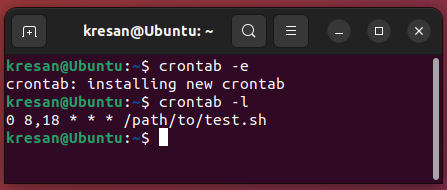 kresan@Ubuntu: ~
kresan@Ubuntu:~$ crontab -e
crontab: installing new crontab
kresan@Ubuntu:~$ crontab -l
0 8,18 * * * /path/to/test.sh
kresan@Ubuntu:~$